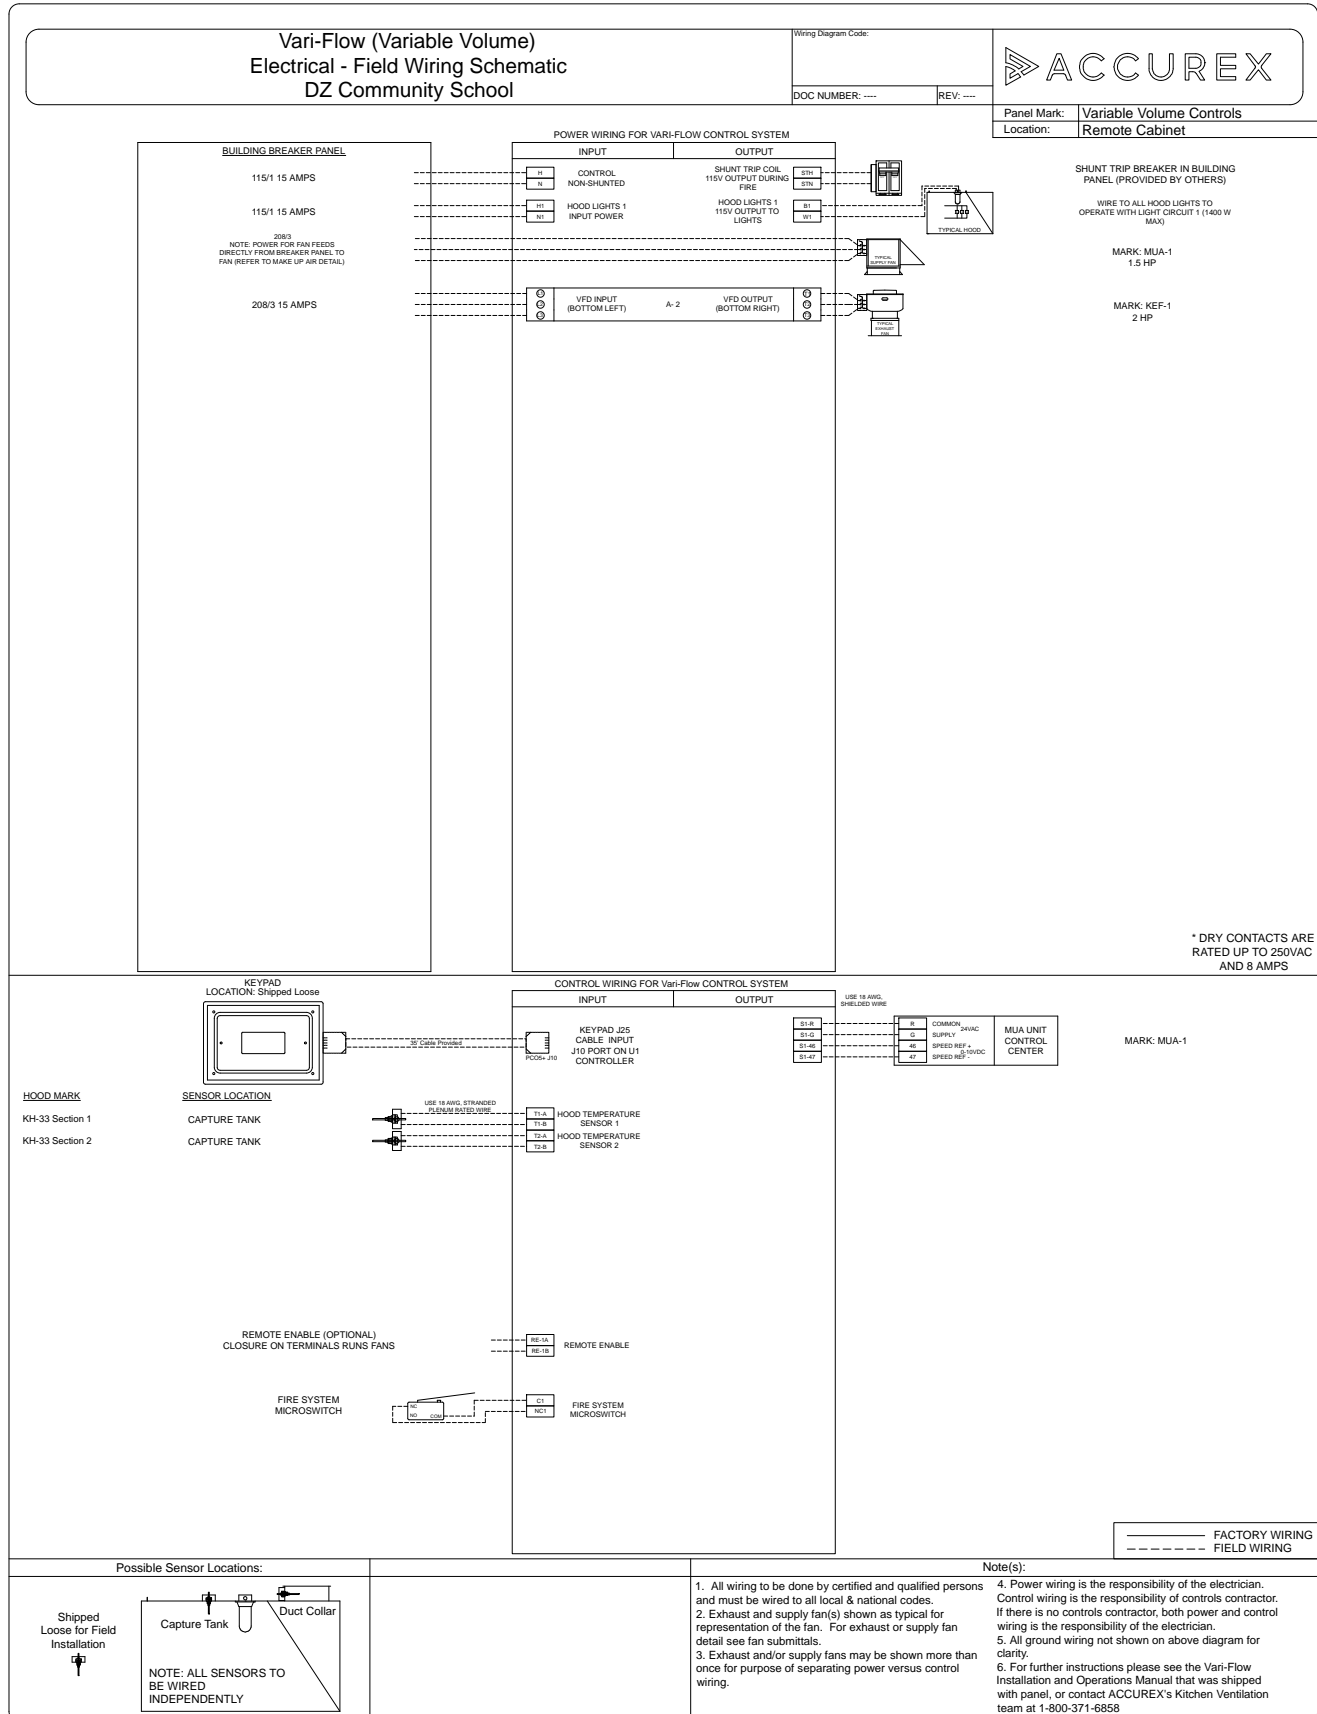 Vari-Flow (Variable Volume)
Electrical - Field Wiring Schematic
DZ Community School
Wiring Diagram Code:
DOC NUMBER: ----
REV: ----
ACCUREX
Panel Mark:
Variable Volume Controls
Location:
Remote Cabinet
POWER WIRING FOR VARI-FLOW CONTROL SYSTEM
BUILDING BREAKER PANEL
INPUT
OUTPUT
115/1 15 AMPS
H
N
CONTROL
NON-SHUNTED
SHUNT TRIP COIL
115V OUTPUT DURING
FIRE
STH
STN
SHUNT TRIP BREAKER IN BUILDING
PANEL (PROVIDED BY OTHERS)
115/1 15 AMPS
H1
N1
HOOD LIGHTS 1
INPUT POWER
HOOD LIGHTS 1
115V OUTPUT TO
LIGHTS
B1
W1
TYPICAL HOOD
WIRE TO ALL HOOD LIGHTS TO
OPERATE WITH LIGHT CIRCUIT 1 (1400 W
MAX)
208/3
NOTE: POWER FOR FAN FEEDS
DIRECTLY FROM BREAKER PANEL TO
FAN (REFER TO MAKE UP AIR DETAIL)
TYPICAL
SUPPLY FAN
MARK: MUA-1
1.5 HP
208/3 15 AMPS
L1
L2
L3
VFD INPUT
(BOTTOM LEFT)
A- 2
VFD OUTPUT
(BOTTOM RIGHT)
T1
T2
T3
TYPICAL
EXHAUST
FAN
MARK: KEF-1
2 HP
* DRY CONTACTS ARE
RATED UP TO 250VAC
AND 8 AMPS
KEYPAD
LOCATION: Shipped Loose
35' Cable Provided
CONTROL WIRING FOR Vari-Flow CONTROL SYSTEM
INPUT
OUTPUT
PCO5+ J10
KEYPAD J25
CABLE INPUT
J10 PORT ON U1
CONTROLLER
USE 18 AWG,
SHIELDED WIRE
S1-R
S1-G
S1-46
S1-47
R
G
46
47
COMMON
24VAC
SUPPLY
SPEED REF +
0-10VDC
SPEED REF -
MUA UNIT
CONTROL
CENTER
MARK: MUA-1
HOOD MARK
SENSOR LOCATION
USE 18 AWG, STRANDED
PLENUM RATED WIRE
KH-33 Section 1
CAPTURE TANK
T1-A
T1-B
HOOD TEMPERATURE
SENSOR 1
KH-33 Section 2
CAPTURE TANK
T2-A
T2-B
HOOD TEMPERATURE
SENSOR 2
REMOTE ENABLE (OPTIONAL)
CLOSURE ON TERMINALS RUNS FANS
RE-1A
RE-1B
REMOTE ENABLE
FIRE SYSTEM
MICROSWITCH
NC
NO
COM
C1
NC1
FIRE SYSTEM
MICROSWITCH
FACTORY WIRING
FIELD WIRING
Possible Sensor Locations:
Shipped
Loose for Field
Installation
Capture Tank
Duct Collar
NOTE: ALL SENSORS TO
BE WIRED
INDEPENDENTLY
Note(s):
1. All wiring to be done by certified and qualified persons
and must be wired to all local & national codes.
2. Exhaust and supply fan(s) shown as typical for
representation of the fan. For exhaust or supply fan
detail see fan submittals.
3. Exhaust and/or supply fans may be shown more than
once for purpose of separating power versus control
wiring.
4. Power wiring is the responsibility of the electrician.
Control wiring is the responsibility of controls contractor.
If there is no controls contractor, both power and control
wiring is the responsibility of the electrician.
5. All ground wiring not shown on above diagram for
clarity.
6. For further instructions please see the Vari-Flow
Installation and Operations Manual that was shipped
with panel, or contact ACCUREX's Kitchen Ventilation
team at 1-800-371-6858